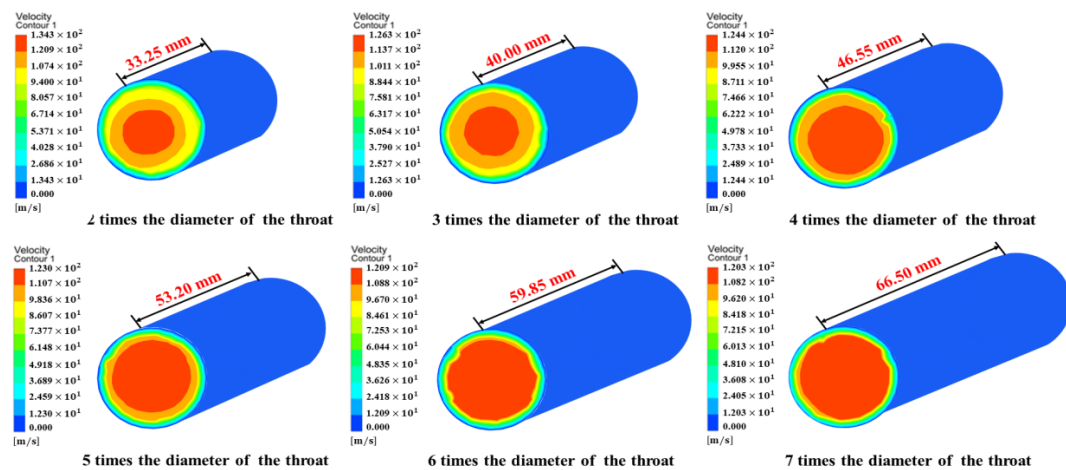 Velocity
Contour 1
1.343 × 10²
1.209 × 10²
1.074 × 10²
9.400 × 10¹
8.057 × 10¹
6.714 × 10¹
5.371 × 10¹
4.028 × 10¹
2.686 × 10¹
1.343 × 10¹
0.000
[m/s]
33.25 mm
2 times the diameter of the throat
Velocity
Contour 1
1.263 × 10²
1.137 × 10²
1.011 × 10²
8.844 × 10¹
7.581 × 10¹
6.317 × 10¹
5.054 × 10¹
3.790 × 10¹
2.527 × 10¹
1.263 × 10¹
0.000
[m/s]
40.00 mm
3 times the diameter of the throat
Velocity
Contour 1
1.244 × 10²
1.120 × 10²
9.955 × 10¹
8.711 × 10¹
7.466 × 10¹
6.222 × 10¹
4.978 × 10¹
3.733 × 10¹
2.489 × 10¹
1.244 × 10¹
0.000
[m/s]
46.55 mm
4 times the diameter of the throat
Velocity
Contour 1
1.230 × 10²
1.107 × 10²
9.836 × 10¹
8.607 × 10¹
7.377 × 10¹
6.148 × 10¹
4.918 × 10¹
3.689 × 10¹
2.459 × 10¹
1.230 × 10¹
0.000
[m/s]
53.20 mm
5 times the diameter of the throat
Velocity
Contour 1
1.209 × 10²
1.088 × 10²
9.670 × 10¹
8.461 × 10¹
7.253 × 10¹
6.044 × 10¹
4.835 × 10¹
3.626 × 10¹
2.418 × 10¹
1.209 × 10¹
0.000
[m/s]
59.85 mm
6 times the diameter of the throat
Velocity
Contour 1
1.203 × 10²
1.082 × 10²
9.620 × 10¹
8.418 × 10¹
7.215 × 10¹
6.013 × 10¹
4.810 × 10¹
3.608 × 10¹
2.405 × 10¹
1.203 × 10¹
0.000
[m/s]
66.50 mm
7 times the diameter of the throat